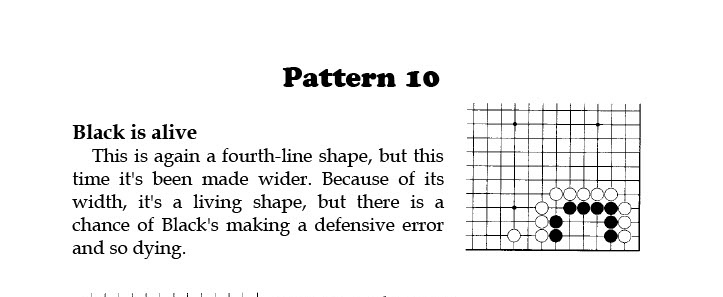 Pattern 10
Black is alive
This is again a fourth-line shape, but this
time it's been made wider. Because of its
width, it's a living shape, but there is a
chance of Black's making a defensive error
and so dying.